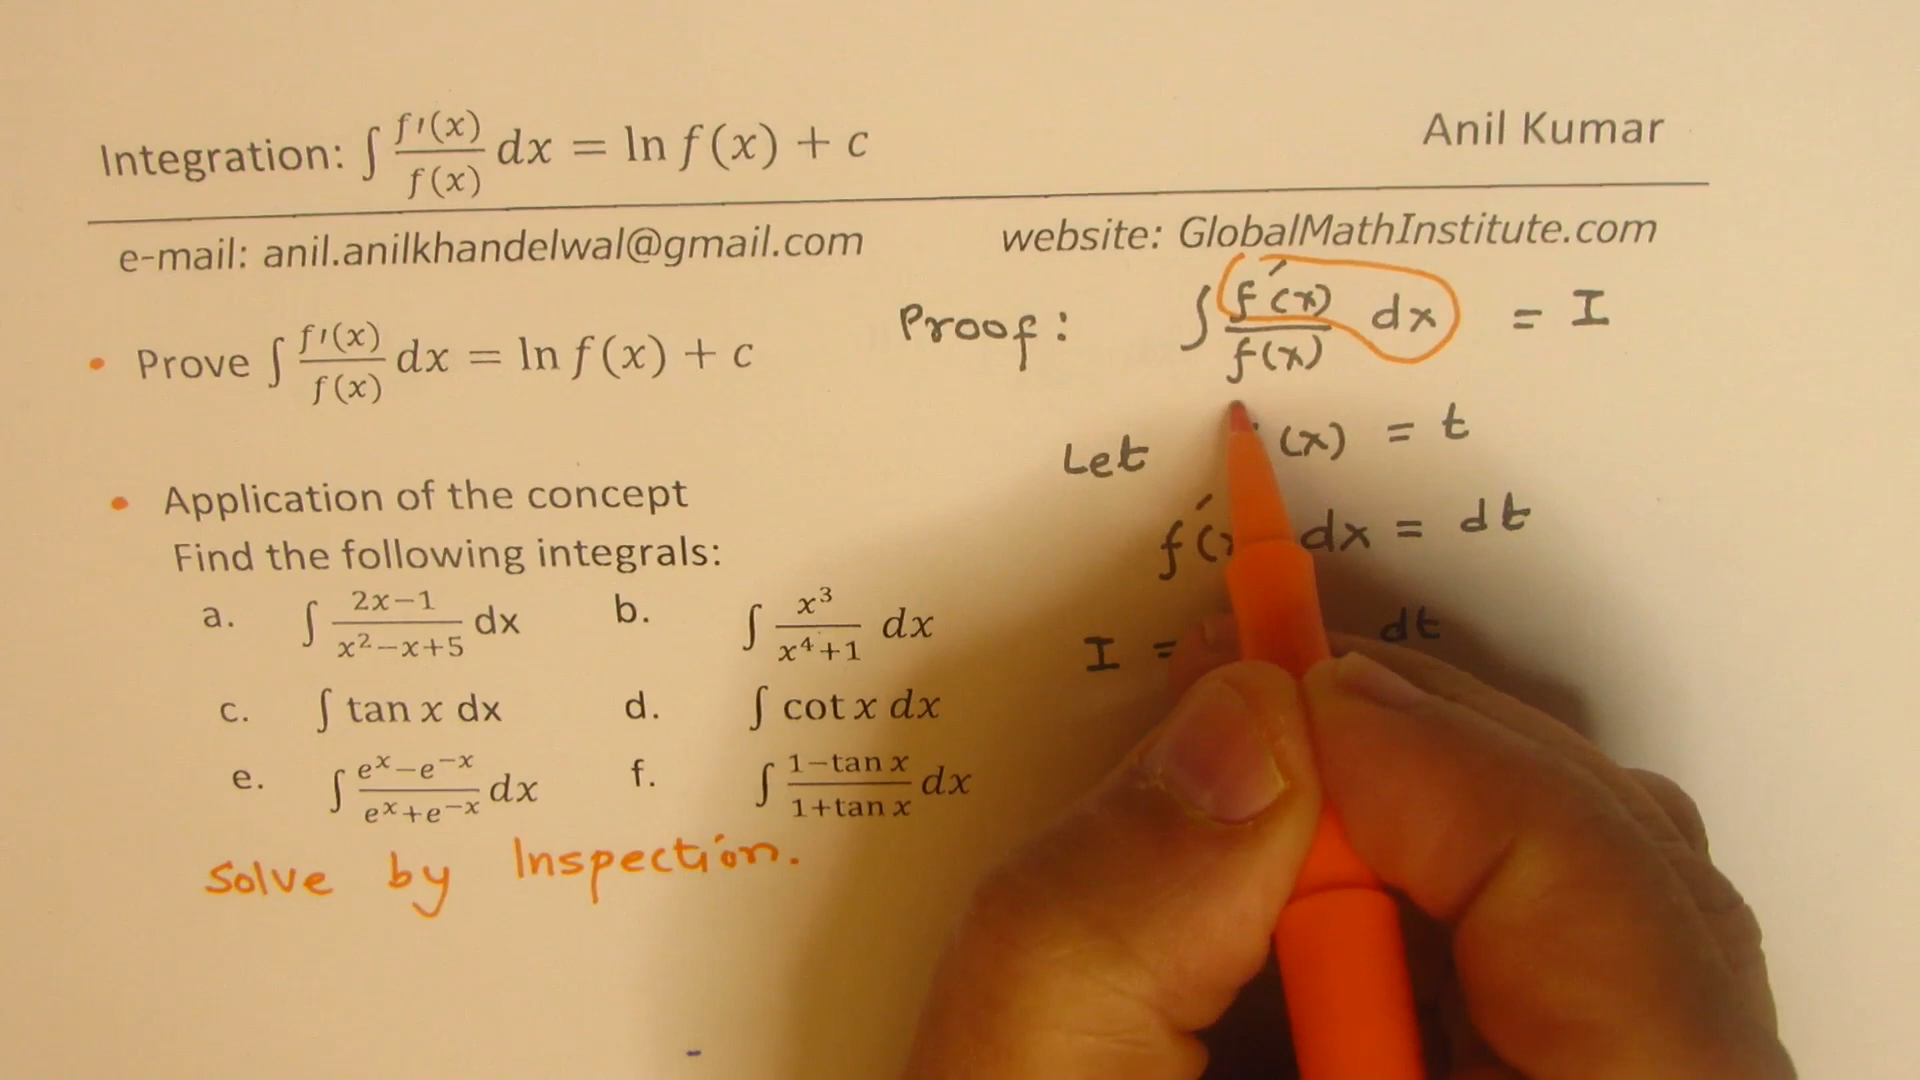 Integration: ∫ f′(x)/f(x) dx = ln f(x) + c
Anil Kumar
e-mail: anil.anilkhandelwal@gmail.com
website: GlobalMathInstitute.com
• Prove ∫ f′(x)/f(x) dx = ln f(x) + c
• Application of the concept
Find the following integrals:
a. ∫ (2x−1)/(x²−x+5) dx b. ∫ x³/(x⁴+1) dx
c. ∫ tan x dx d. ∫ cot x dx
e. ∫ (eˣ−e⁻ˣ)/(eˣ+e⁻ˣ) dx f. ∫ (1−tan x)/(1+tan x) dx
Solve by Inspection.
Proof: ∫ f′(x)/f(x) dx = I
Let (x) = t
f′(x dx = dt
I = dt